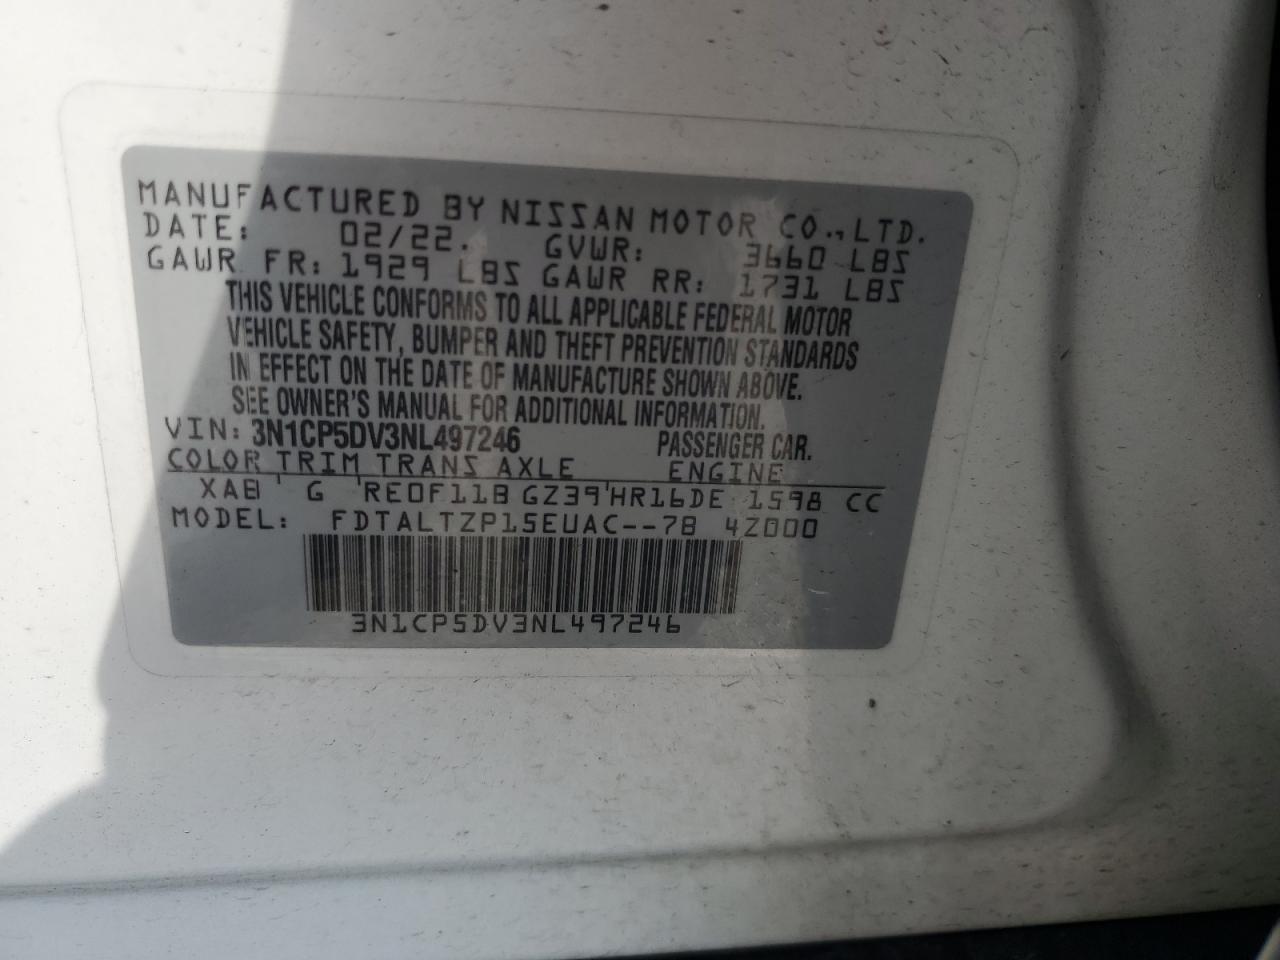 MANUFACTURED BY NISSAN MOTOR CO., LTD.
DATE: 02/22. GVWR: 3660 LBS
GAWR FR: 1929 LBS GAWR RR: 1731 LBS
THIS VEHICLE CONFORMS TO ALL APPLICABLE FEDERAL MOTOR
VEHICLE SAFETY, BUMPER AND THEFT PREVENTION STANDARDS
IN EFFECT ON THE DATE OF MANUFACTURE SHOWN ABOVE.
SEE OWNER'S MANUAL FOR ADDITIONAL INFORMATION.
VIN: 3N1CP5DV3NL497246 PASSENGER CAR.
COLOR TRIM TRANS AXLE ENGINE
XAB G RE0F11B GZ39 HR16DE 1598 CC
MODEL: FDTALTZP15EUAC--78 4Z000
3N1CP5DV3NL497246